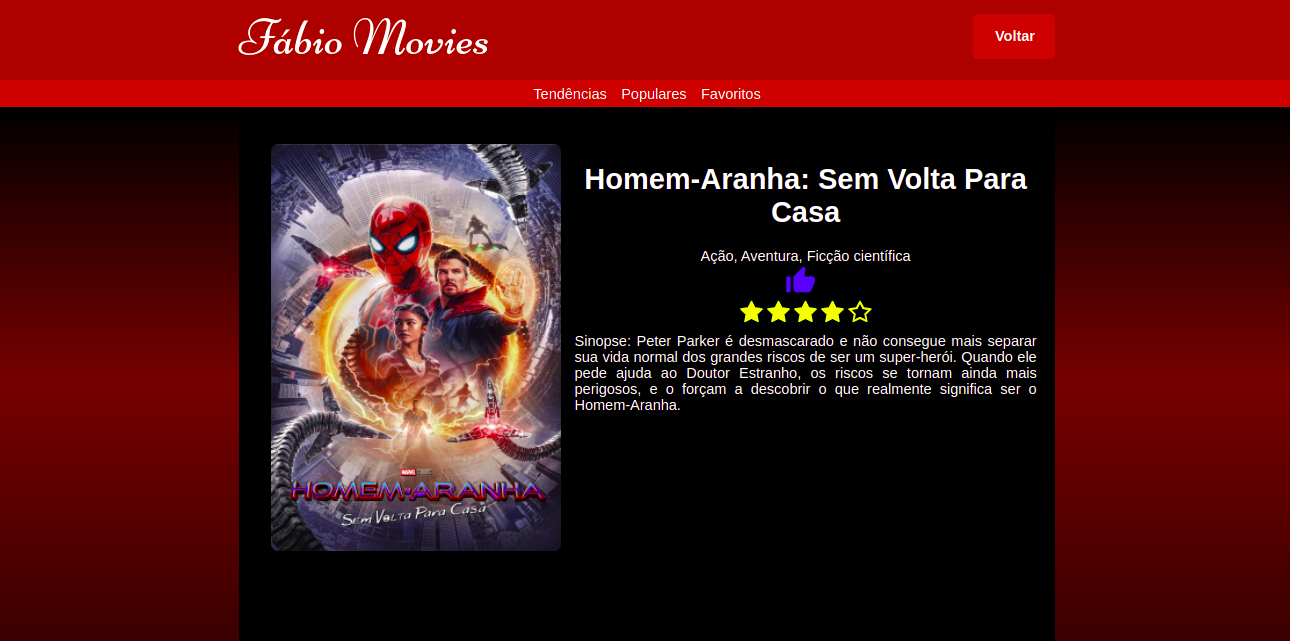 Fábio Movies
Voltar
Tendências Populares Favoritos
Homem-Aranha: Sem Volta Para
Casa
Ação, Aventura, Ficção científica
Sinopse: Peter Parker é desmascarado e não consegue mais separar
sua vida normal dos grandes riscos de ser um super-herói. Quando ele
pede ajuda ao Doutor Estranho, os riscos se tornam ainda mais
perigosos, e o forçam a descobrir o que realmente significa ser o
Homem-Aranha.
MARVEL STUDIOS
HOMEM-ARANHA
SEM VOLTA PARA CASA